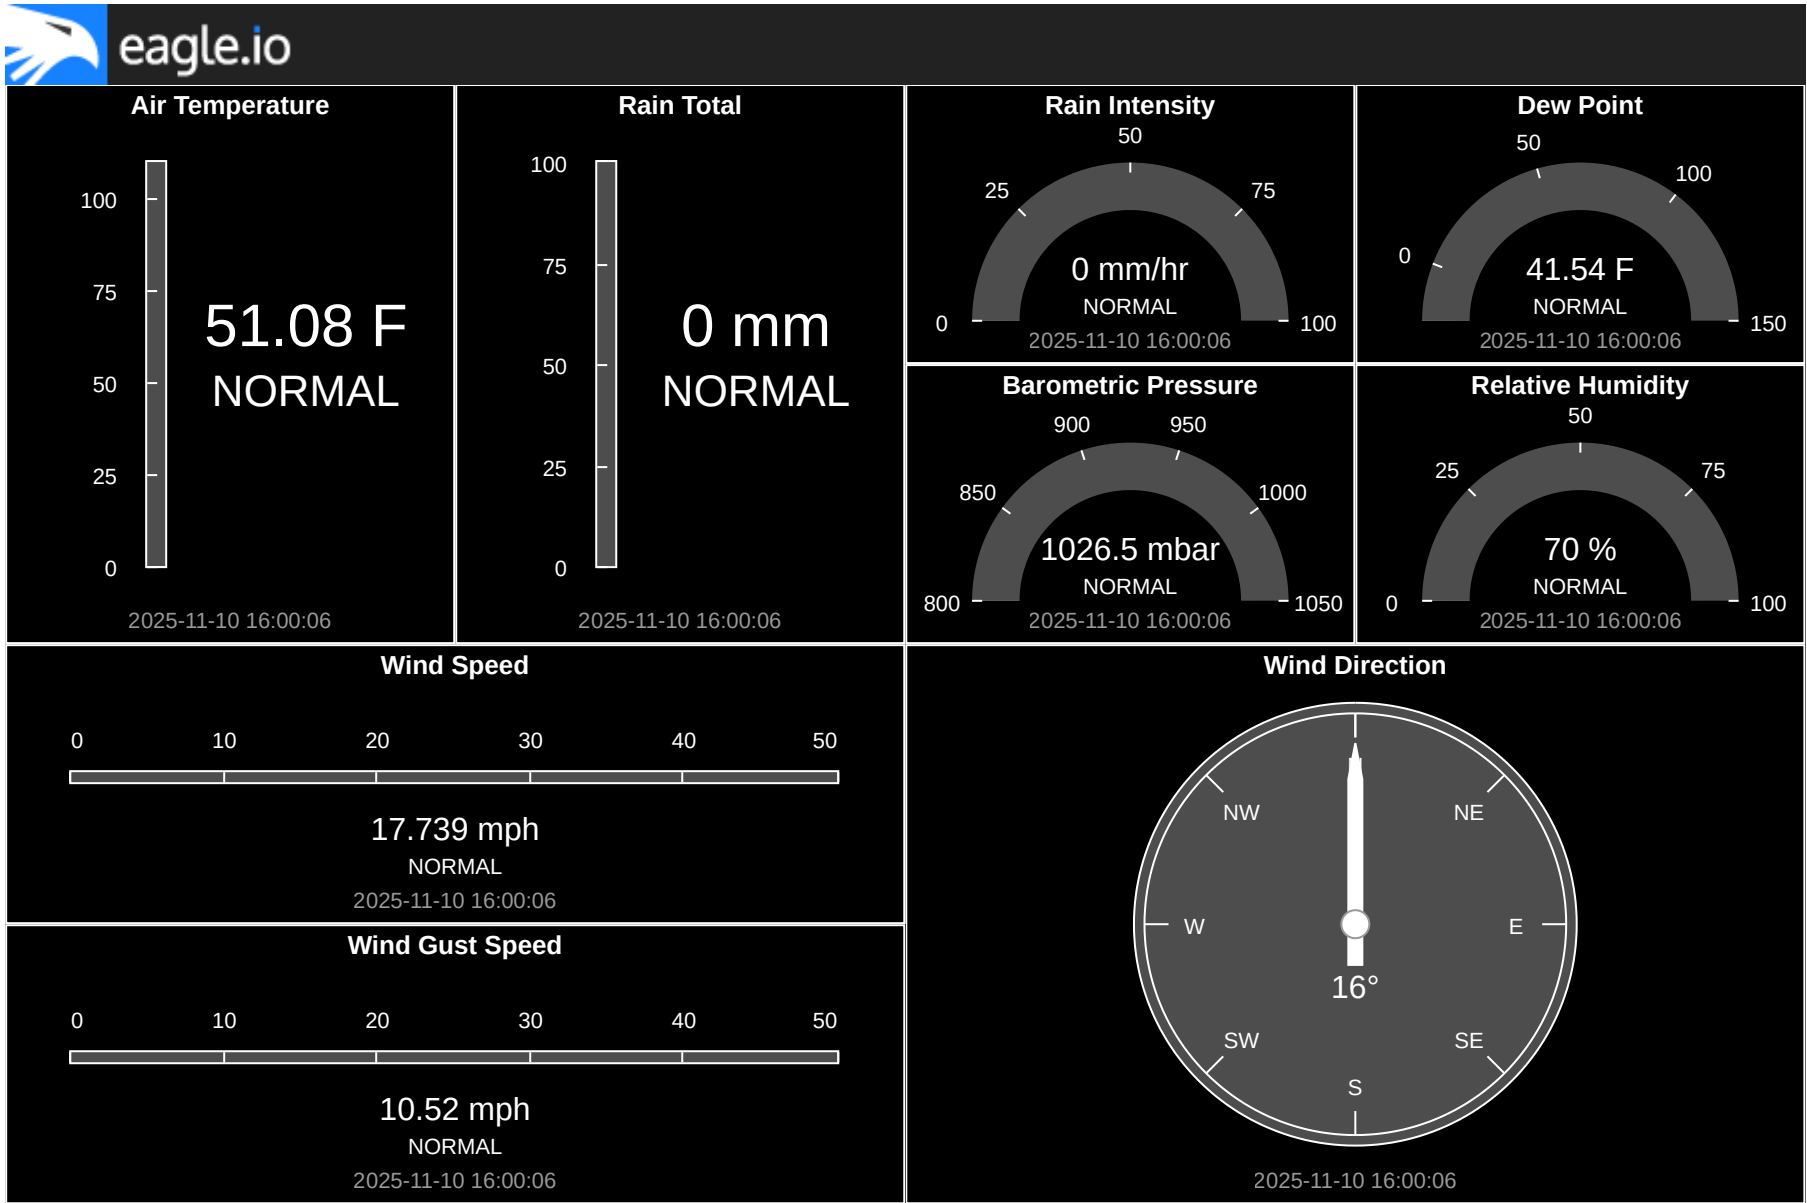 eagle.io
Air Temperature
100
75
50
25
0
51.08 F
NORMAL
2025-11-10 16:00:06
Rain Total
100
75
50
25
0
0 mm
NORMAL
2025-11-10 16:00:06
Rain Intensity
50
25
75
0
100
0 mm/hr
NORMAL
2025-11-10 16:00:06
Dew Point
50
100
0
150
41.54 F
NORMAL
2025-11-10 16:00:06
Barometric Pressure
900
950
850
1000
800
1050
1026.5 mbar
NORMAL
2025-11-10 16:00:06
Relative Humidity
50
25
75
0
100
70 %
NORMAL
2025-11-10 16:00:06
Wind Speed
0 10 20 30 40 50
17.739 mph
NORMAL
2025-11-10 16:00:06
Wind Gust Speed
0 10 20 30 40 50
10.52 mph
NORMAL
2025-11-10 16:00:06
Wind Direction
NW NE
W E
16°
SW SE
S
2025-11-10 16:00:06